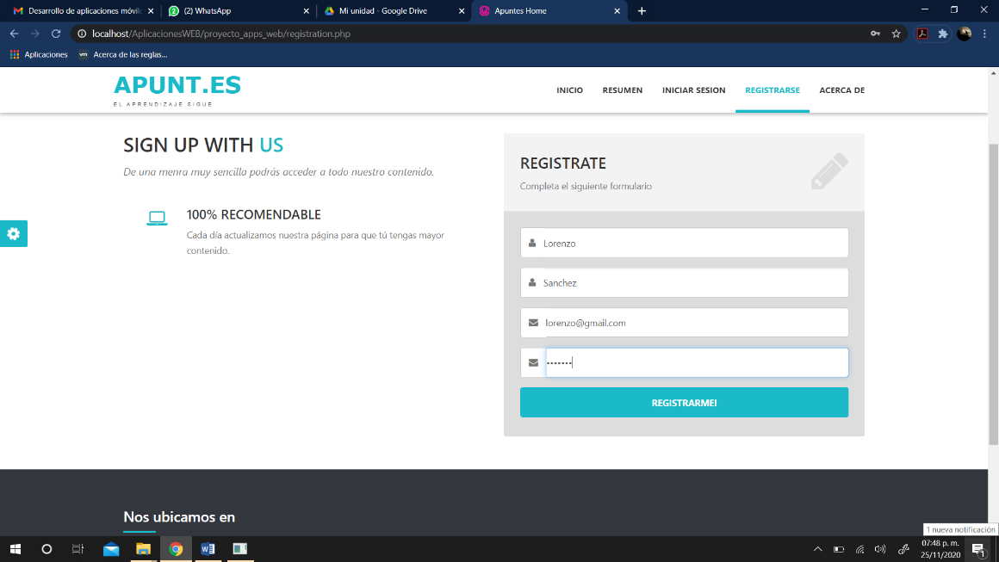 Desarrollo de aplicaciones móvil
(2) WhatsApp
Mi unidad - Google Drive
Apuntes Home
localhost/AplicacionesWEB/proyecto_apps_web/registration.php
Aplicaciones
vm Acerca de las reglas...
APUNT.ES
EL APRENDIZAJE SIGUE
INICIO RESUMEN INICIAR SESION REGISTRARSE ACERCA DE
SIGN UP WITH US
De una menra muy sencilla podrás acceder a todo nuestro contenido.
100% RECOMENDABLE
Cada día actualizamos nuestra página para que tú tengas mayor
contenido.
REGISTRATE
Completa el siguiente formulario
Lorenzo
Sanchez
lorenzo@gmail.com
•••••••
REGISTRARME!
Nos ubicamos en
1 nueva notificación
07:48 p. m.
25/11/2020
1